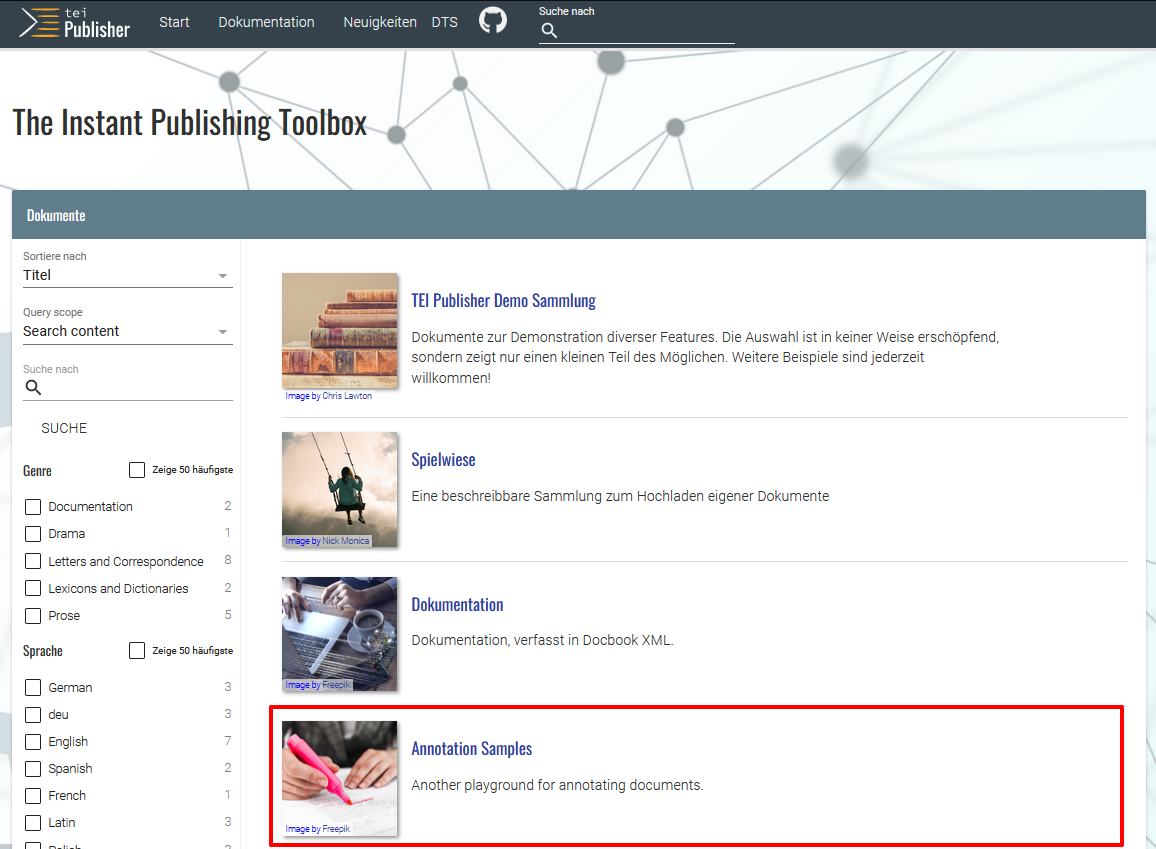 tei
Publisher
Start
Dokumentation
Neuigkeiten
DTS
Suche nach
The Instant Publishing Toolbox
Dokumente
Sortiere nach
Titel
Query scope
Search content
Suche nach
SUCHE
Genre
Zeige 50 häufigste
Documentation 2
Drama 1
Letters and Correspondence 8
Lexicons and Dictionaries 2
Prose 5
Sprache
Zeige 50 häufigste
German 3
deu 3
English 7
Spanish 2
French 1
Latin 3
TEI Publisher Demo Sammlung
Dokumente zur Demonstration diverser Features. Die Auswahl ist in keiner Weise erschöpfend,
sondern zeigt nur einen kleinen Teil des Möglichen. Weitere Beispiele sind jederzeit
willkommen!
Image by Chris Lawton
Spielwiese
Eine beschreibbare Sammlung zum Hochladen eigener Dokumente
Image by Nick Monica
Dokumentation
Dokumentation, verfasst in Docbook XML.
Image by Freepik
Annotation Samples
Another playground for annotating documents.
Image by Freepik